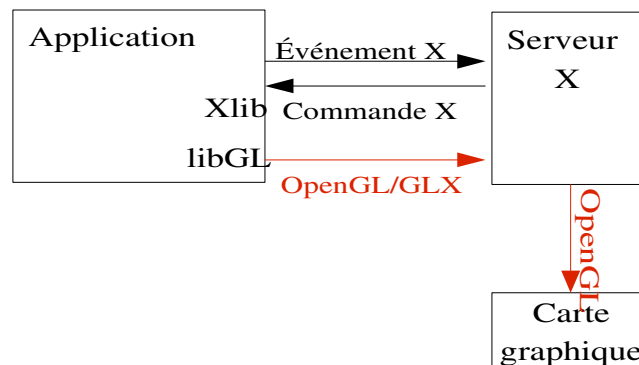 Application
Serveur
X
Événement X
Xlib
Commande X
libGL
OpenGL/GLX
OpenGL
Carte
graphique